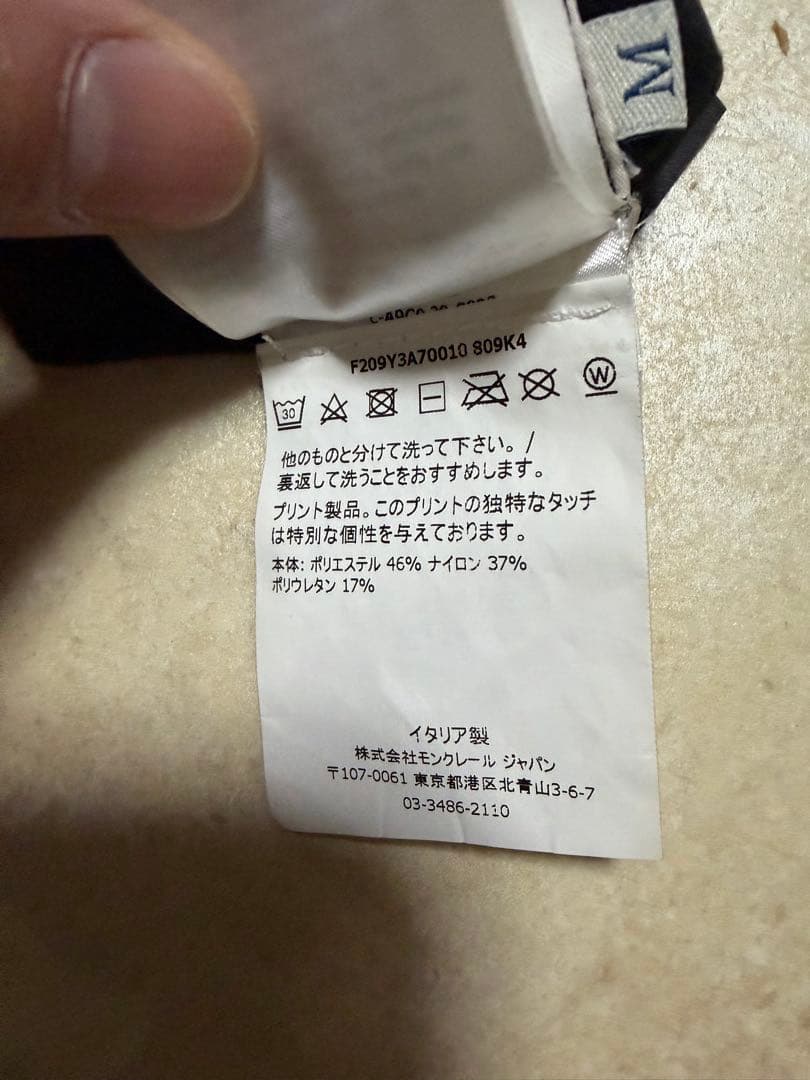 M
F209Y3A70010 809K4
30
W
他のものと分けて洗って下さい。/
裏返して洗うことをおすすめします。
プリント製品。このプリントの独特なタッチ
は特別な個性を与えております。
本体: ポリエステル 46% ナイロン 37%
ポリウレタン 17%
イタリア製
株式会社モンクレール ジャパン
〒107-0061 東京都港区北青山3-6-7
03-3486-2110